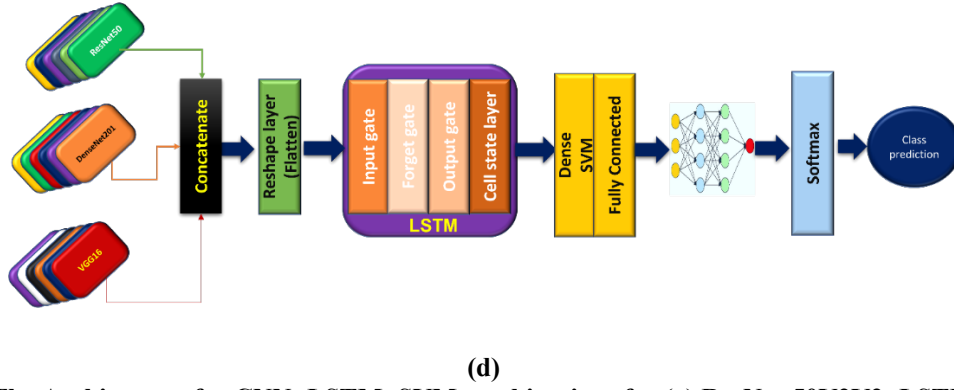 ResNet50
DenseNet201
VGG16
Concatenate
Reshape layer
(Flatten)
Input gate
Forget gate
Output gate
Cell state layer
LSTM
Dense
SVM
Fully Connected
Softmax
Class
prediction
(d)